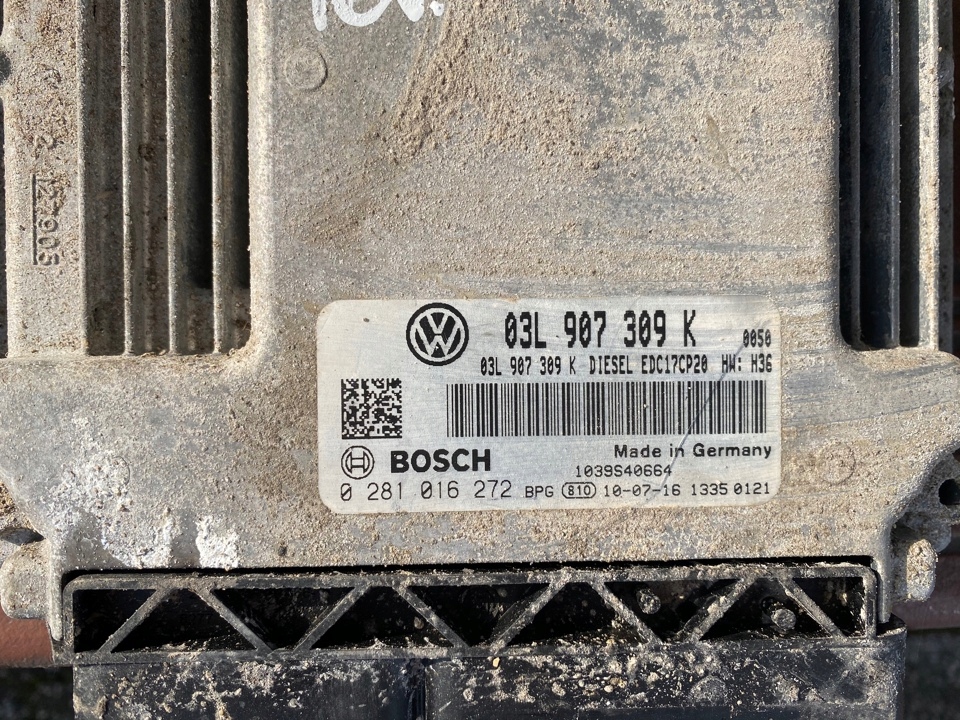 03L 907 309 K 0050
03L 907 309 K DIESEL EDC17CP20 HW: H36
Made in Germany
BOSCH
1039S40664
0 281 016 272 BPG 810 10-07-16 1335 0121